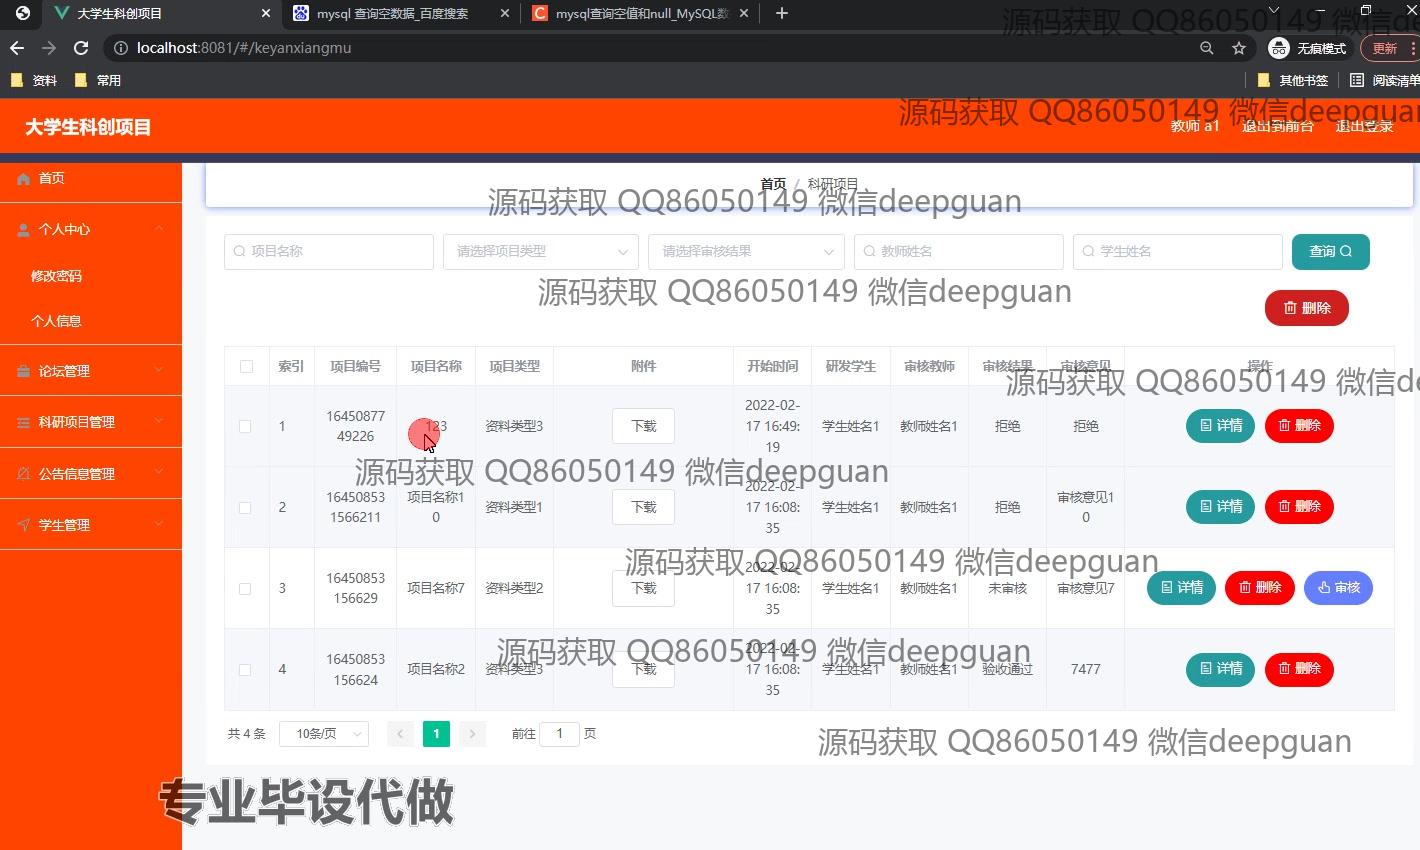 大学生科创项目
mysql 查询空数据_百度搜索
mysql查询空值和null_MySQL数
源码获取 QQ86050149 微信de
localhost:8081/#/keyanxiangmu
无痕模式
更新
资料
常用
其他书签
阅读清单
大学生科创项目
源码获取 QQ86050149 微信deepguan
教师 a1
退出到前台
退出登录
首页
个人中心
修改密码
个人信息
论坛管理
科研项目管理
公告信息管理
学生管理
首页 / 科研项目
源码获取 QQ86050149 微信deepguan
项目名称
请选择项目类型
请选择审核结果
教师姓名
学生姓名
查询
源码获取 QQ86050149 微信deepguan
删除
索引 项目编号 项目名称 项目类型 附件 开始时间 研发学生 审核教师 审核结果 审核意见 操作
源码获取 QQ86050149 微信de
1 16450877 49226 123 资料类型3 下载 2022-02-17 16:49:19 学生姓名1 教师姓名1 拒绝 拒绝 详情 删除
源码获取 QQ86050149 微信deepguan
2 16450853 1566211 项目名称10 资料类型1 下载 2022-02-17 16:08:35 学生姓名1 教师姓名1 拒绝 审核意见10 详情 删除
源码获取 QQ86050149 微信deepguan
3 16450853 156629 项目名称7 资料类型2 下载 2022-02-17 16:08:35 学生姓名1 教师姓名1 未审核 审核意见7 详情 删除 审核
源码获取 QQ86050149 微信deepguan
4 16450853 156624 项目名称2 资料类型3 下载 2022-02-17 16:08:35 学生姓名1 教师姓名1 验收通过 7477 详情 删除
共 4 条 10条/页 1 前往 1 页
源码获取 QQ86050149 微信deepguan
专业毕设代做